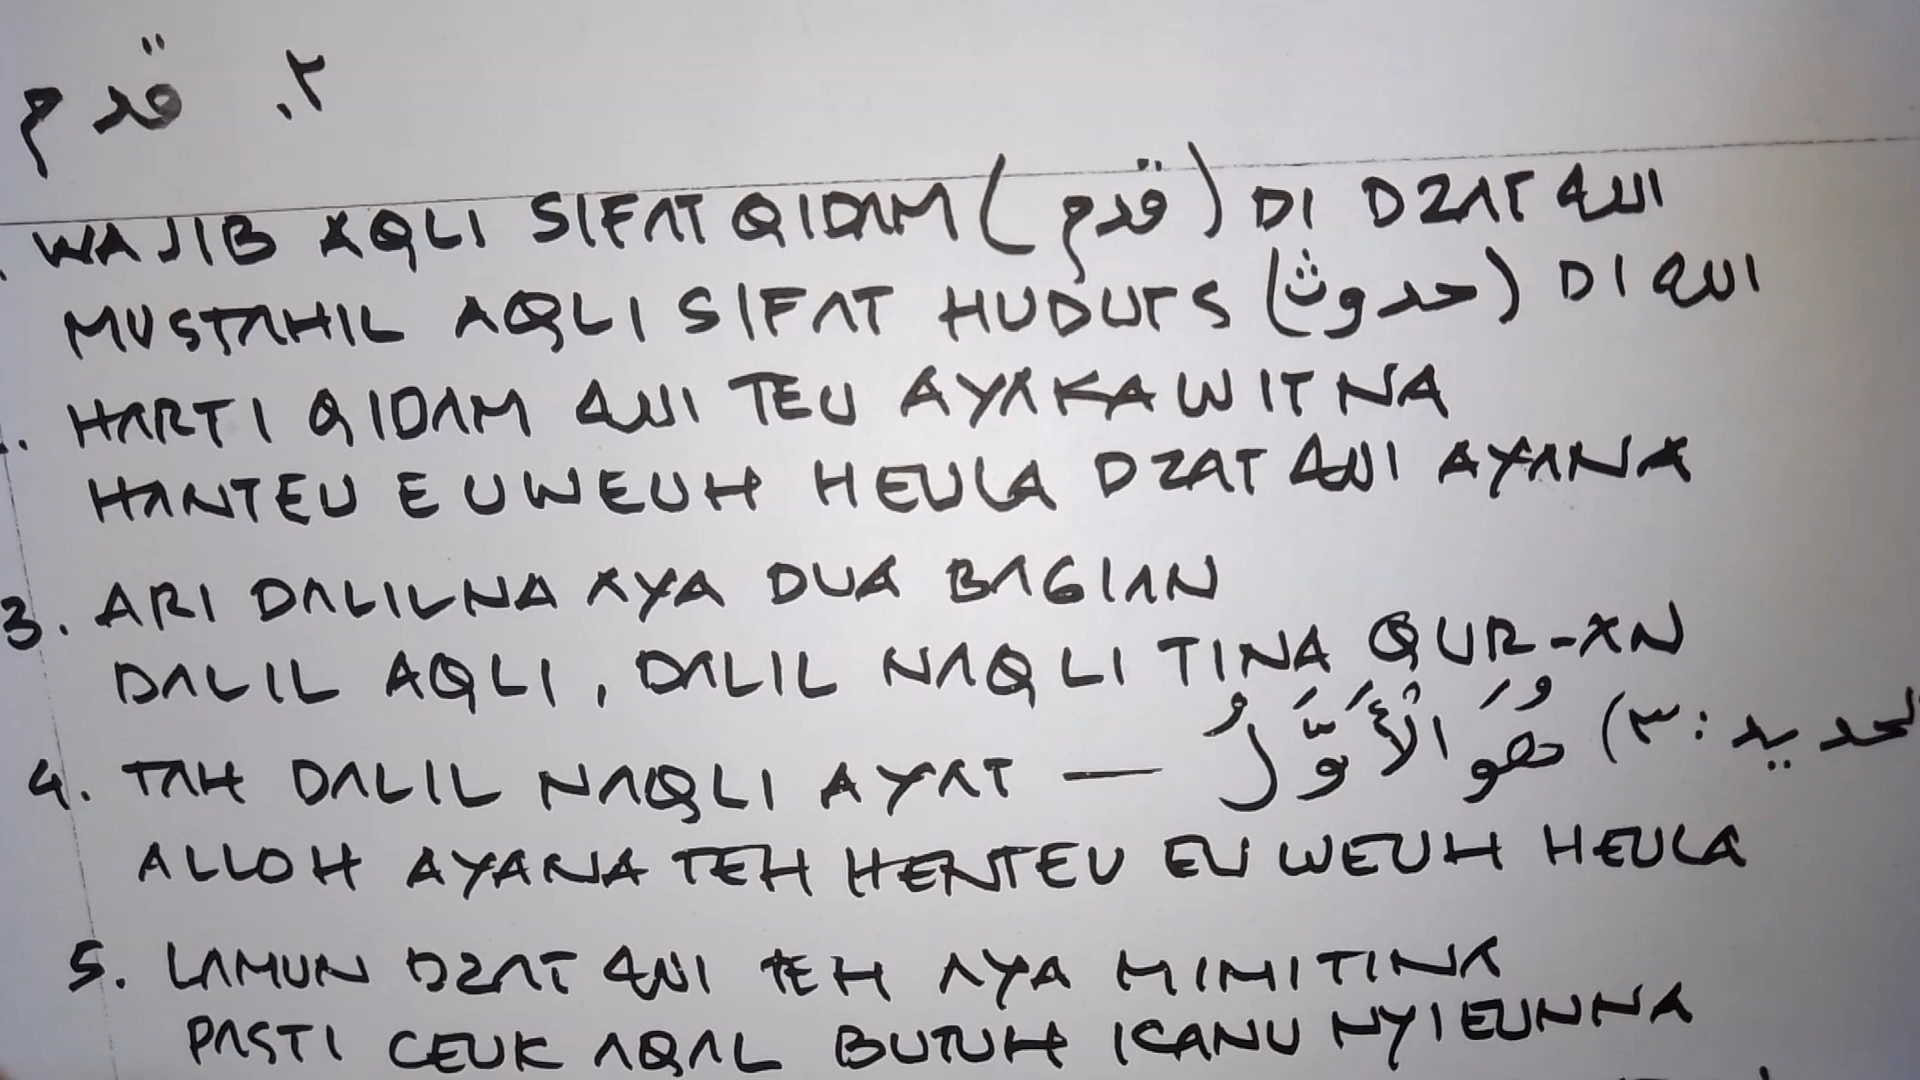 ٢. قدم
. WAJIB AQLI SIFAT QIDAM (قدم) DI DZAT الله
MUSTAHIL AQLI SIFAT HUDUTS (حدوث) DI الله
. HARTI QIDAM الله TEU AYA KAWITNA
HANTEU EUWEUH HEULA DZAT الله AYANA
3. ARI DALILNA AYA DUA BAGIAN
DALIL AQLI, DALIL NAQLI TINA QUR-AN
4. TAH DALIL NAQLI AYAT — هُوَ الْأَوَّلُ (الحديد: ٣
ALLOH AYANA TEH HENTEU EUWEUH HEULA
5. LAMUN DZAT الله TEH AYA MIMITINA
PASTI CEUK AQAL BUTUH KANU NYIEUNNA